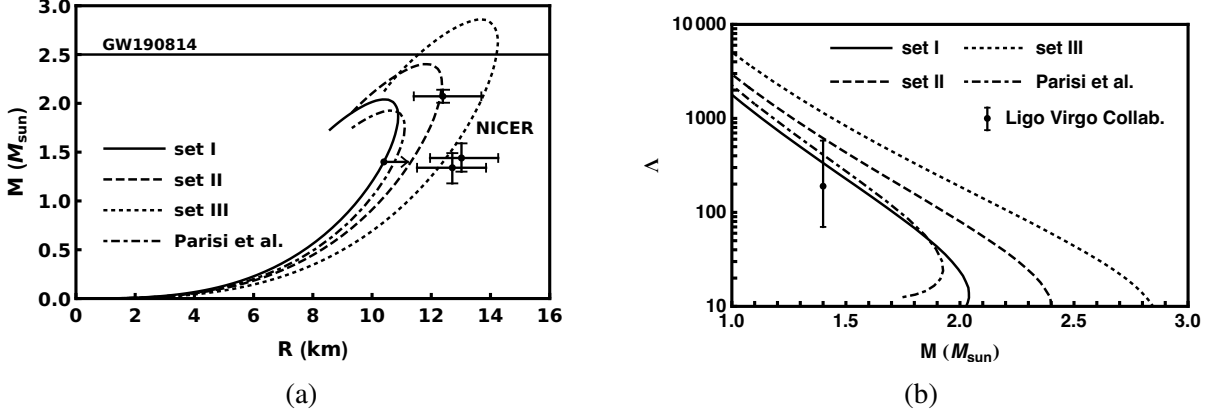 3.0
2.5
2.0
1.5
1.0
0.5
0.0
M (M_sun)
GW190814
NICER
set I
set II
set III
Parisi et al.
0 2 4 6 8 10 12 14 16
R (km)
(a)
10 000
1000
100
10
Λ
set I set III
set II Parisi et al.
Ligo Virgo Collab.
1.0 1.5 2.0 2.5 3.0
M (M_sun)
(b)